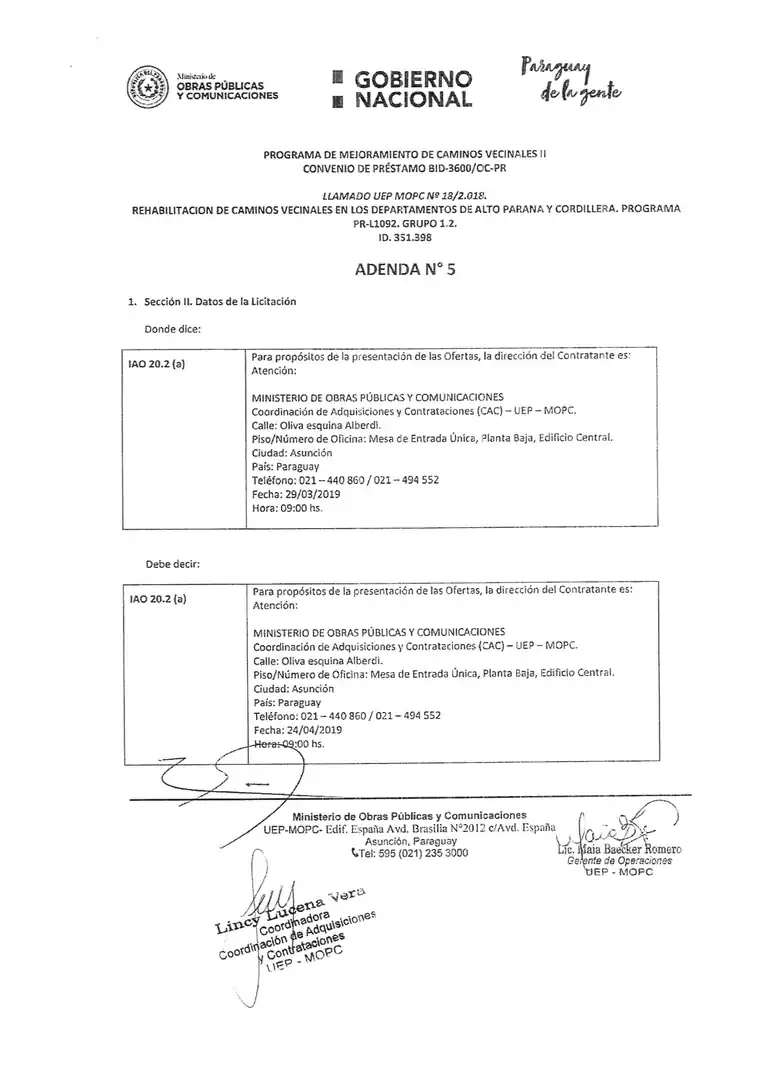 Ministerio de
OBRAS PÚBLICAS
Y COMUNICACIONES
GOBIERNO
NACIONAL
Paraguay
de la gente
PROGRAMA DE MEJORAMIENTO DE CAMINOS VECINALES II
CONVENIO DE PRÉSTAMO BID-3600/OC-PR
LLAMADO UEP MOPC Nº 18/2.018.
REHABILITACION DE CAMINOS VECINALES EN LOS DEPARTAMENTOS DE ALTO PARANA Y CORDILLERA. PROGRAMA
PR-L1092. GRUPO 1.2.
ID. 351.398
ADENDA N° 5
1. Sección II. Datos de la Licitación
Donde dice:
IAO 20.2 (a)
Para propósitos de la presentación de las Ofertas, la dirección del Contratante es:
Atención:
MINISTERIO DE OBRAS PÚBLICAS Y COMUNICACIONES
Coordinación de Adquisiciones y Contrataciones (CAC) – UEP – MOPC.
Calle: Oliva esquina Alberdi.
Piso/Número de Oficina: Mesa de Entrada Única, Planta Baja, Edificio Central.
Ciudad: Asunción
País: Paraguay
Teléfono: 021 – 440 860 / 021 – 494 552
Fecha: 29/03/2019
Hora: 09:00 hs.
Debe decir:
IAO 20.2 (a)
Para propósitos de la presentación de las Ofertas, la dirección del Contratante es:
Atención:
MINISTERIO DE OBRAS PÚBLICAS Y COMUNICACIONES
Coordinación de Adquisiciones y Contrataciones (CAC) – UEP – MOPC.
Calle: Oliva esquina Alberdi.
Piso/Número de Oficina: Mesa de Entrada Única, Planta Baja, Edificio Central.
Ciudad: Asunción
País: Paraguay
Teléfono: 021 – 440 860 / 021 – 494 552
Fecha: 24/04/2019
Hora: 09:00 hs.
Ministerio de Obras Públicas y Comunicaciones
UEP-MOPC- Edif. España Avd. Brasilia N°2012 c/Avd. España
Asunción, Paraguay
Tel: 595 (021) 235 3000
Lic. Maia Baecker Romero
Gerente de Operaciones
UEP - MOPC
Lincy Lucena Vera
Coordinadora
Coordinación de Adquisiciones
y Contrataciones
UEP - MOPC